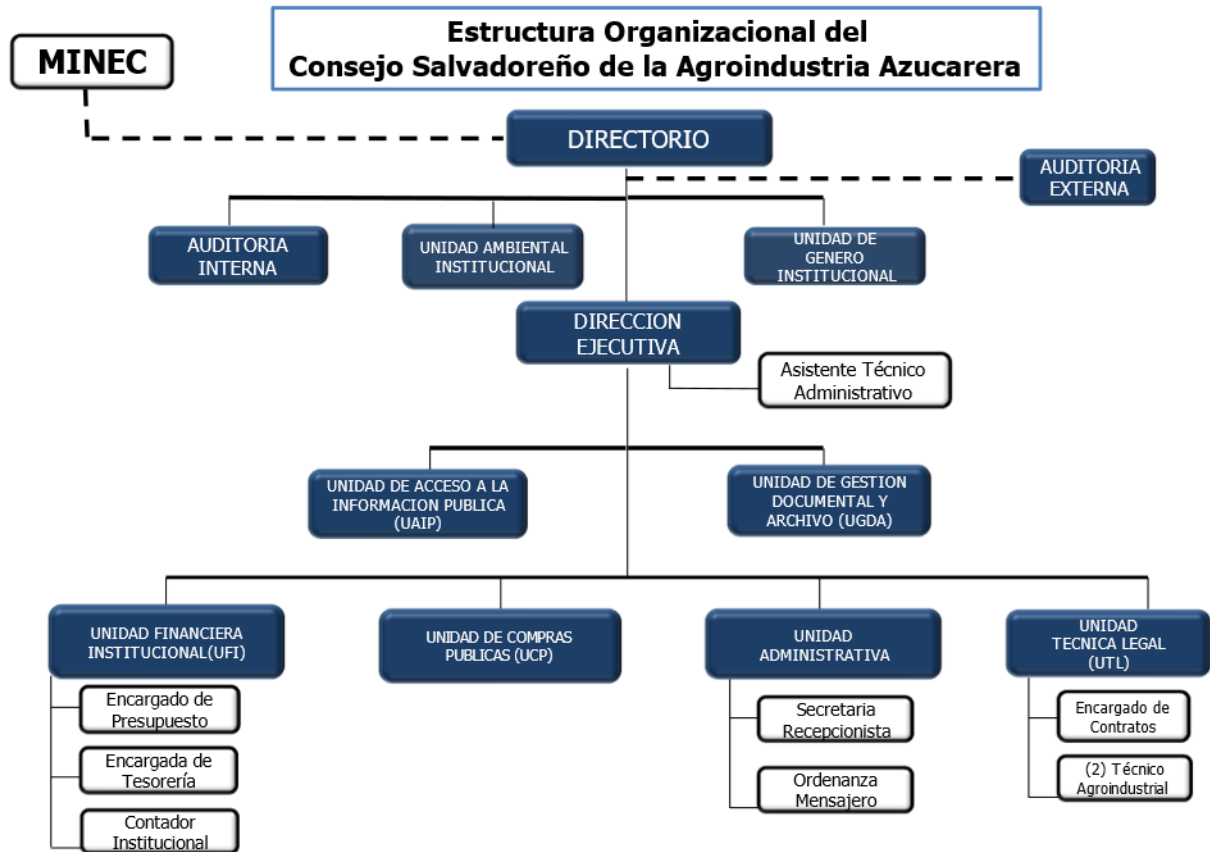 Estructura Organizacional del
Consejo Salvadoreño de la Agroindustria Azucarera
MINEC
DIRECTORIO
AUDITORIA
EXTERNA
AUDITORIA
INTERNA
UNIDAD AMBIENTAL
INSTITUCIONAL
UNIDAD DE
GENERO
INSTITUCIONAL
DIRECCION
EJECUTIVA
Asistente Técnico
Administrativo
UNIDAD DE ACCESO A LA
INFORMACION PUBLICA
(UAIP)
UNIDAD DE GESTION
DOCUMENTAL Y
ARCHIVO (UGDA)
UNIDAD FINANCIERA
INSTITUCIONAL(UFI)
Encargado de
Presupuesto
Encargada de
Tesorería
Contador
Institucional
UNIDAD DE COMPRAS
PUBLICAS (UCP)
UNIDAD
ADMINISTRATIVA
Secretaria
Recepcionista
Ordenanza
Mensajero
UNIDAD
TECNICA LEGAL
(UTL)
Encargado de
Contratos
(2) Técnico
Agroindustrial